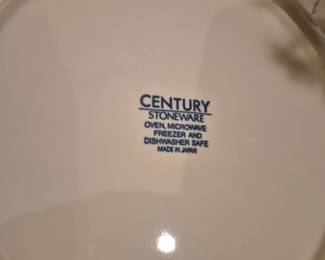 CENTURY
STONEWARE
OVEN, MICROWAVE
FREEZER AND
DISHWASHER SAFE
MADE IN JAPAN